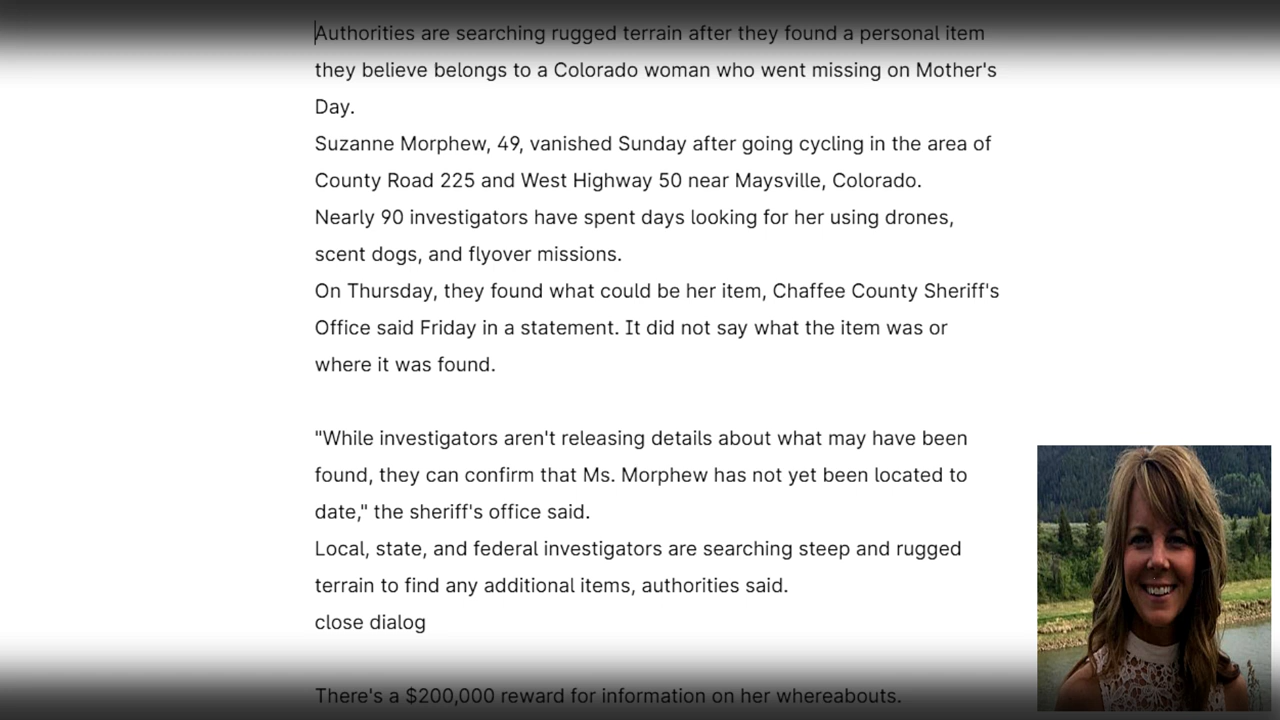 Authorities are searching rugged terrain after they found a personal item
they believe belongs to a Colorado woman who went missing on Mother's
Day.
Suzanne Morphew, 49, vanished Sunday after going cycling in the area of
County Road 225 and West Highway 50 near Maysville, Colorado.
Nearly 90 investigators have spent days looking for her using drones,
scent dogs, and flyover missions.
On Thursday, they found what could be her item, Chaffee County Sheriff's
Office said Friday in a statement. It did not say what the item was or
where it was found.
"While investigators aren't releasing details about what may have been
found, they can confirm that Ms. Morphew has not yet been located to
date," the sheriff's office said.
Local, state, and federal investigators are searching steep and rugged
terrain to find any additional items, authorities said.
close dialog
There's a $200,000 reward for information on her whereabouts.